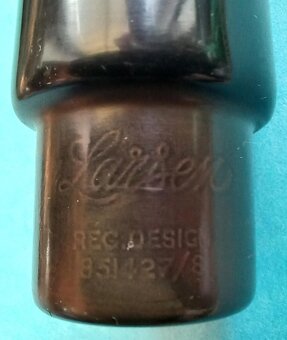 Larsen
REG. DESIGN
851427/8